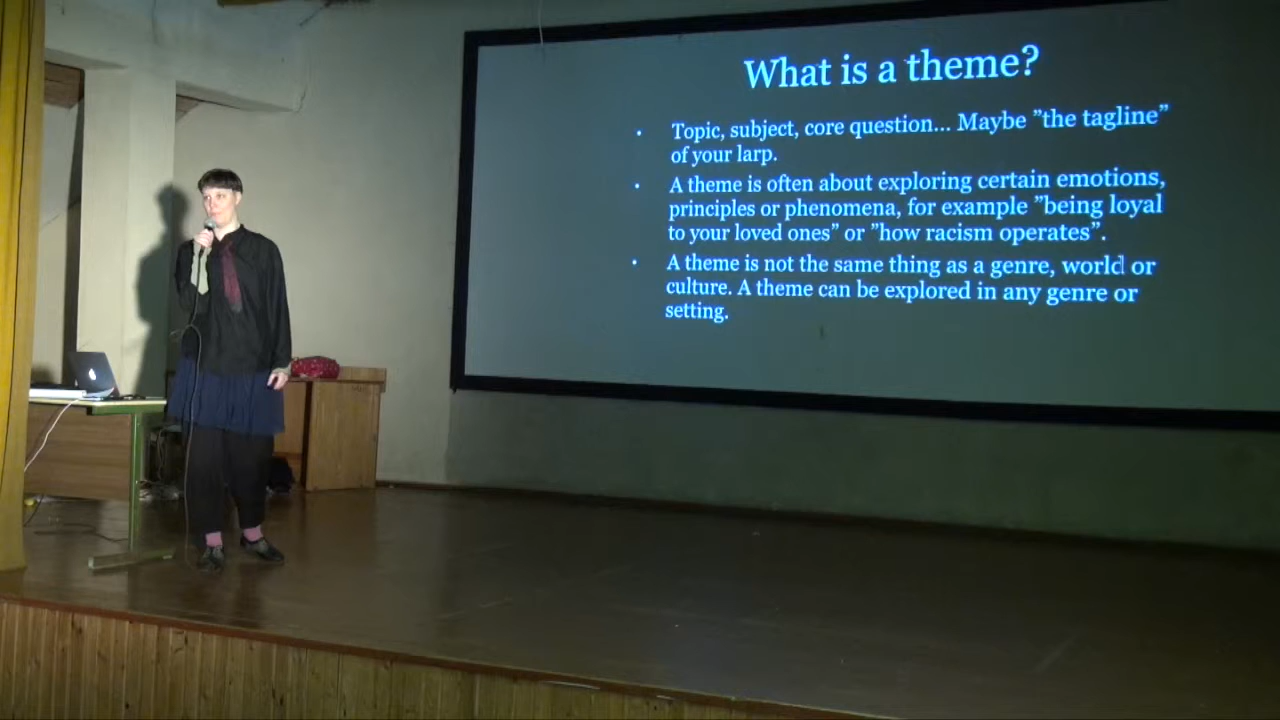 What is a theme?
• Topic, subject, core question... Maybe ”the tagline”
of your larp.
• A theme is often about exploring certain emotions,
principles or phenomena, for example ”being loyal
to your loved ones” or ”how racism operates”.
• A theme is not the same thing as a genre, world or
culture. A theme can be explored in any genre or
setting.